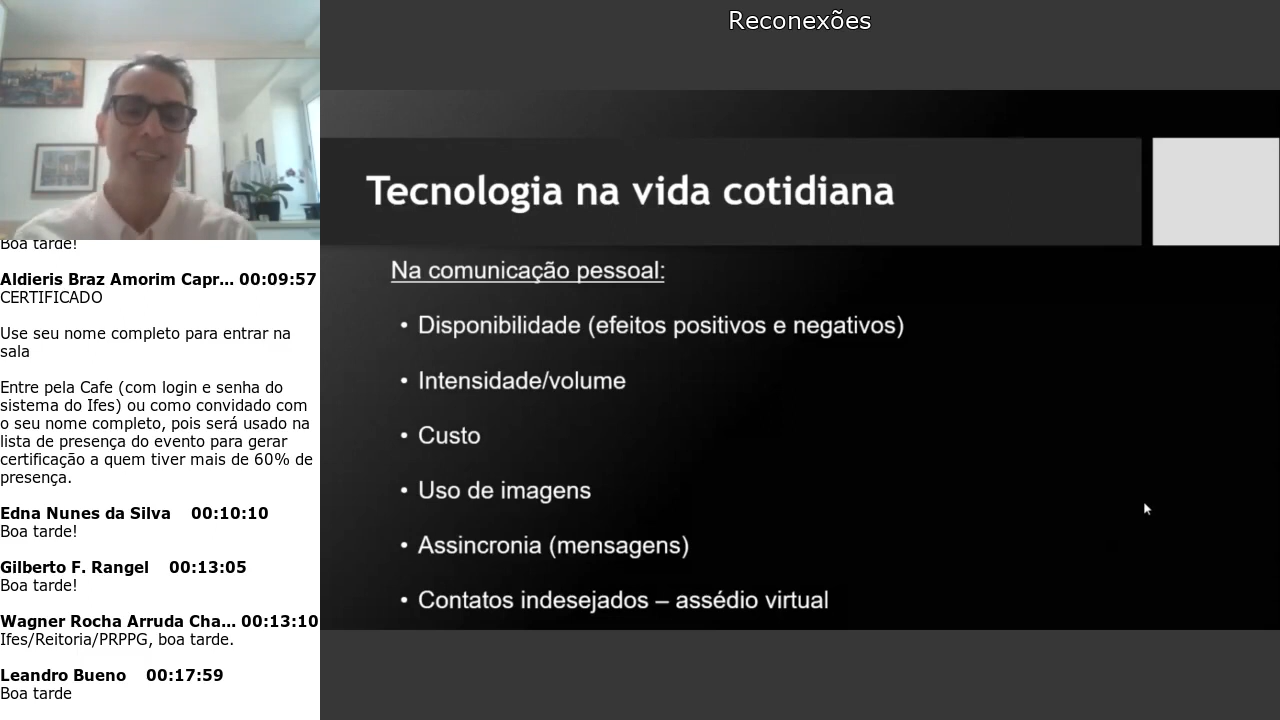 Reconexões
Tecnologia na vida cotidiana
Na comunicação pessoal:
• Disponibilidade (efeitos positivos e negativos)
• Intensidade/volume
• Custo
• Uso de imagens
• Assincronia (mensagens)
• Contatos indesejados – assédio virtual
Boa tarde!
Aldieris Braz Amorim Capr... 00:09:57
CERTIFICADO
Use seu nome completo para entrar na
sala
Entre pela Cafe (com login e senha do
sistema do Ifes) ou como convidado com
o seu nome completo, pois será usado na
lista de presença do evento para gerar
certificação a quem tiver mais de 60% de
presença.
Edna Nunes da Silva 00:10:10
Boa tarde!
Gilberto F. Rangel 00:13:05
Boa tarde!
Wagner Rocha Arruda Cha... 00:13:10
Ifes/Reitoria/PRPPG, boa tarde.
Leandro Bueno 00:17:59
Boa tarde